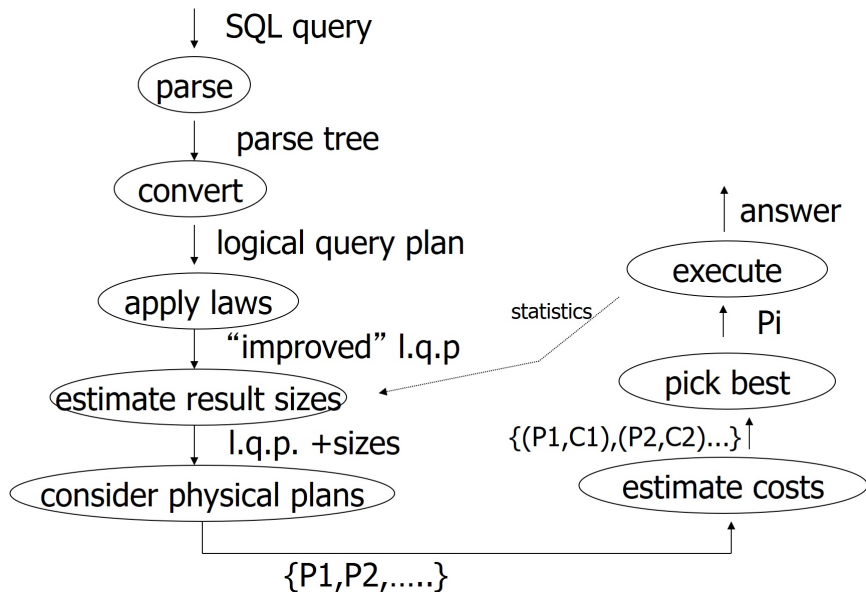 SQL query
parse
parse tree
convert
logical query plan
apply laws
“improved” l.q.p
estimate result sizes
l.q.p. +sizes
consider physical plans
{P1,P2,…..}
estimate costs
{(P1,C1),(P2,C2)...}
pick best
Pi
execute
answer
statistics